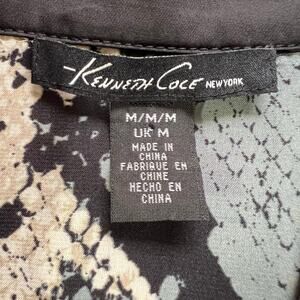 KENNETH COLE NEW YORK
M/M/M
UK M
MADE IN
CHINA
FABRIQUE EN
CHINE
HECHO EN
CHINA